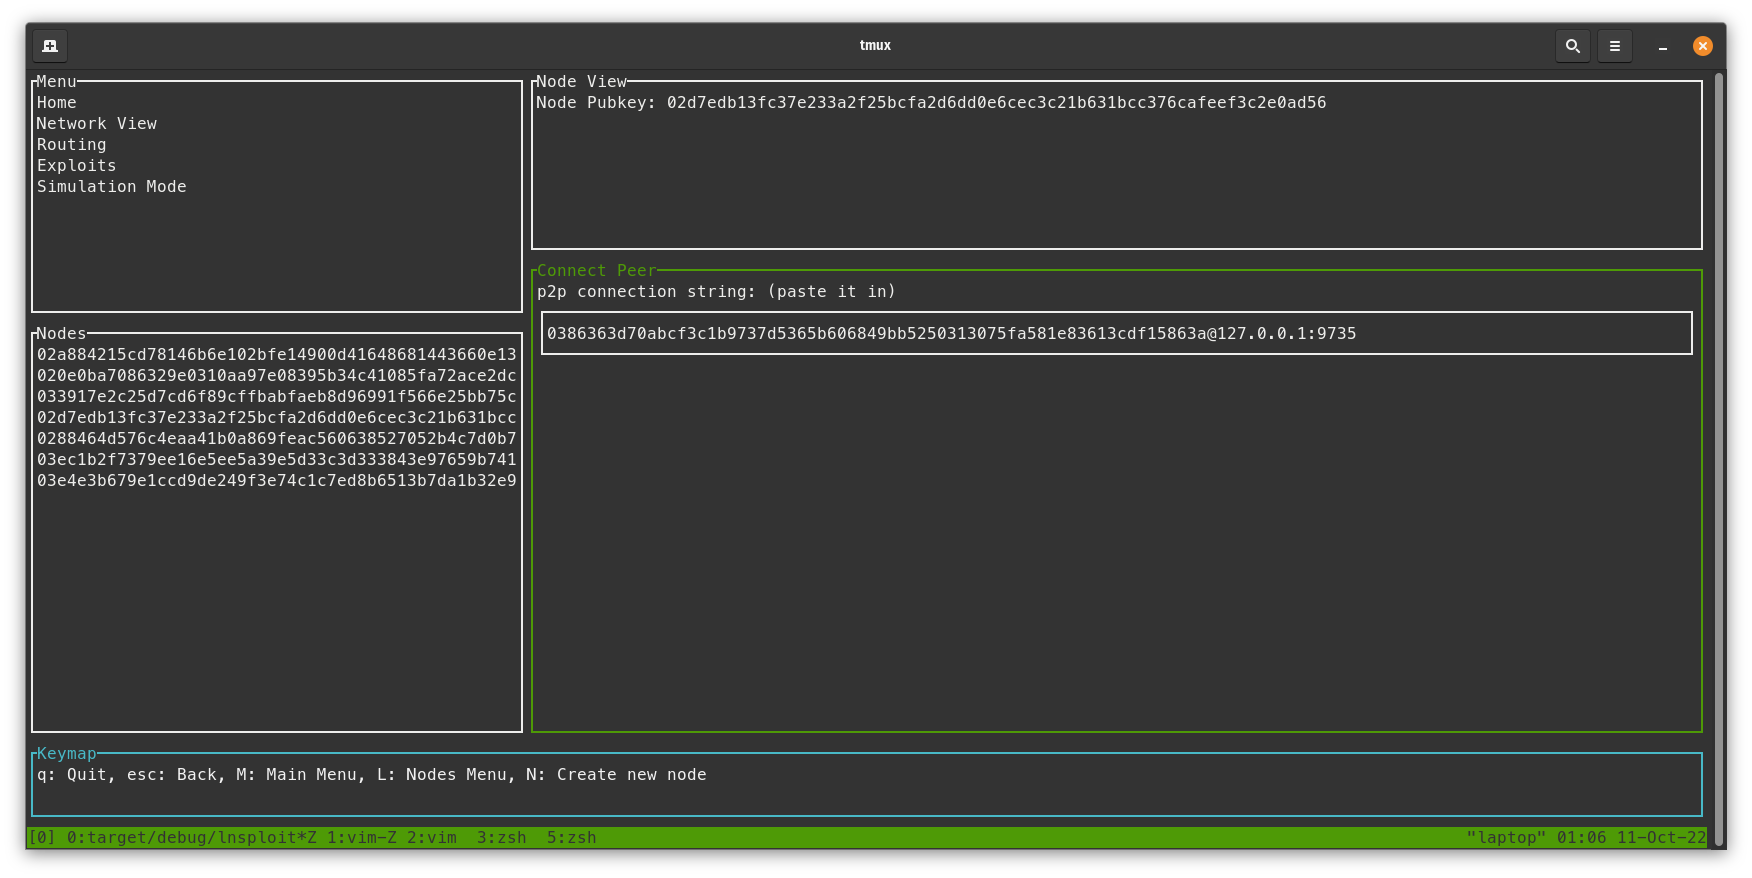 tmux
Menu
Home
Network View
Routing
Exploits
Simulation Mode
Nodes
02a884215cd78146b6e102bfe14900d41648681443660e13
020e0ba7086329e0310aa97e08395b34c41085fa72ace2dc
033917e2c25d7cd6f89cffbabfaeb8d96991f566e25bb75c
02d7edb13fc37e233a2f25bcfa2d6dd0e6cec3c21b631bcc
0288464d576c4eaa41b0a869feac560638527052b4c7d0b7
03ec1b2f7379ee16e5ee5a39e5d33c3d333843e97659b741
03e4e3b679e1ccd9de249f3e74c1c7ed8b6513b7da1b32e9
Node View
Node Pubkey: 02d7edb13fc37e233a2f25bcfa2d6dd0e6cec3c21b631bcc376cafeef3c2e0ad56
Connect Peer
p2p connection string: (paste it in)
0386363d70abcf3c1b9737d5365b606849bb5250313075fa581e83613cdf15863a@127.0.0.1:9735
Keymap
q: Quit, esc: Back, M: Main Menu, L: Nodes Menu, N: Create new node
[0] 0:target/debug/lnsploit*Z 1:vim-Z 2:vim  3:zsh  5:zsh "laptop" 01:06 11-Oct-22